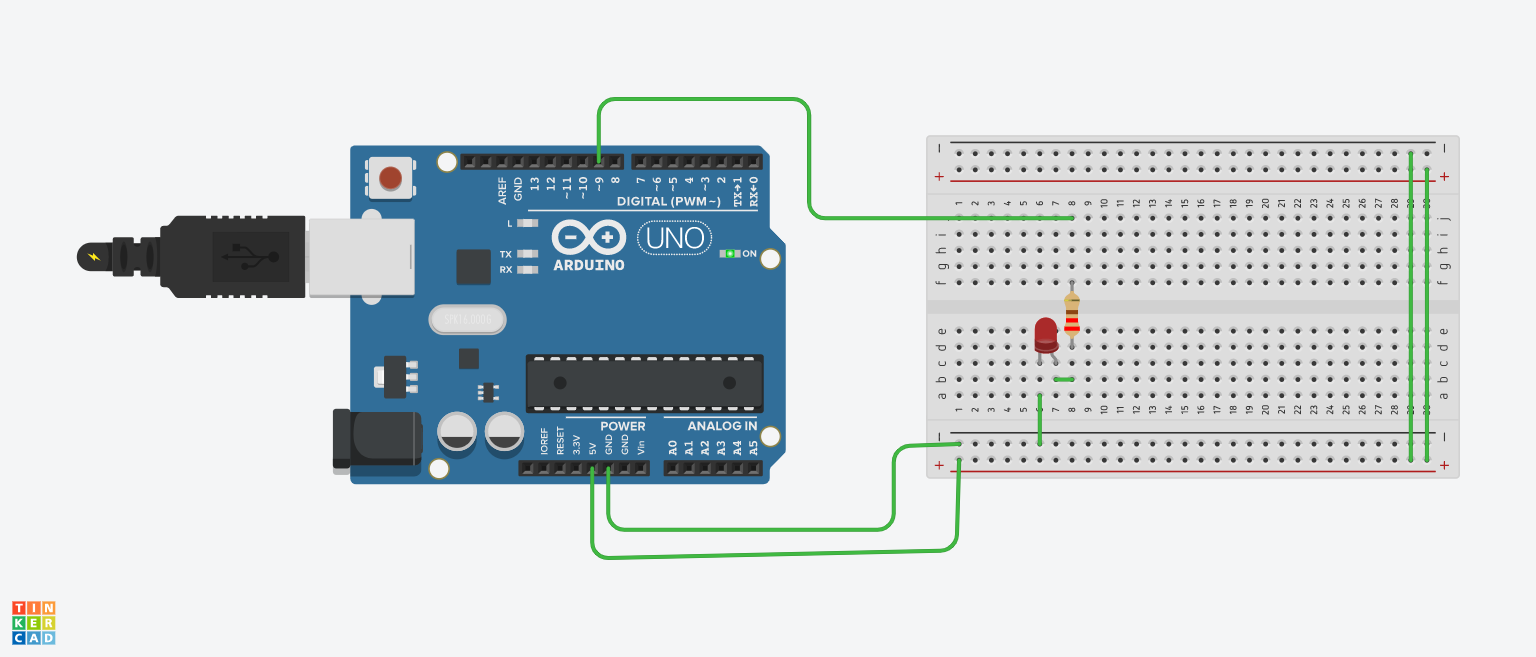 AREF
GND
13
12
~11
~10
~9
8
7
~6
~5
4
~3
2
TX→1
RX←0
DIGITAL (PWM~)
L
TX
RX
ARDUINO
UNO
ON
POWER
ANALOG IN
IOREF
RESET
3.3V
5V
GND
GND
Vin
A0
A1
A2
A3
A4
A5
− −
+ +
1 2 3 4 5 6 7 8 9 10 11 12 13 14 15 16 17 18 19 20 21 22 23 24 25 26 27 28
j j
i i
h h
g g
f f
e e
d d
c c
b b
a a
1 2 3 4 5 6 7 8 9 10 11 12 13 14 15 16 17 18 19 20 21 22 23 24 25 26 27 28
− −
+ +
TIN
KER
CAD